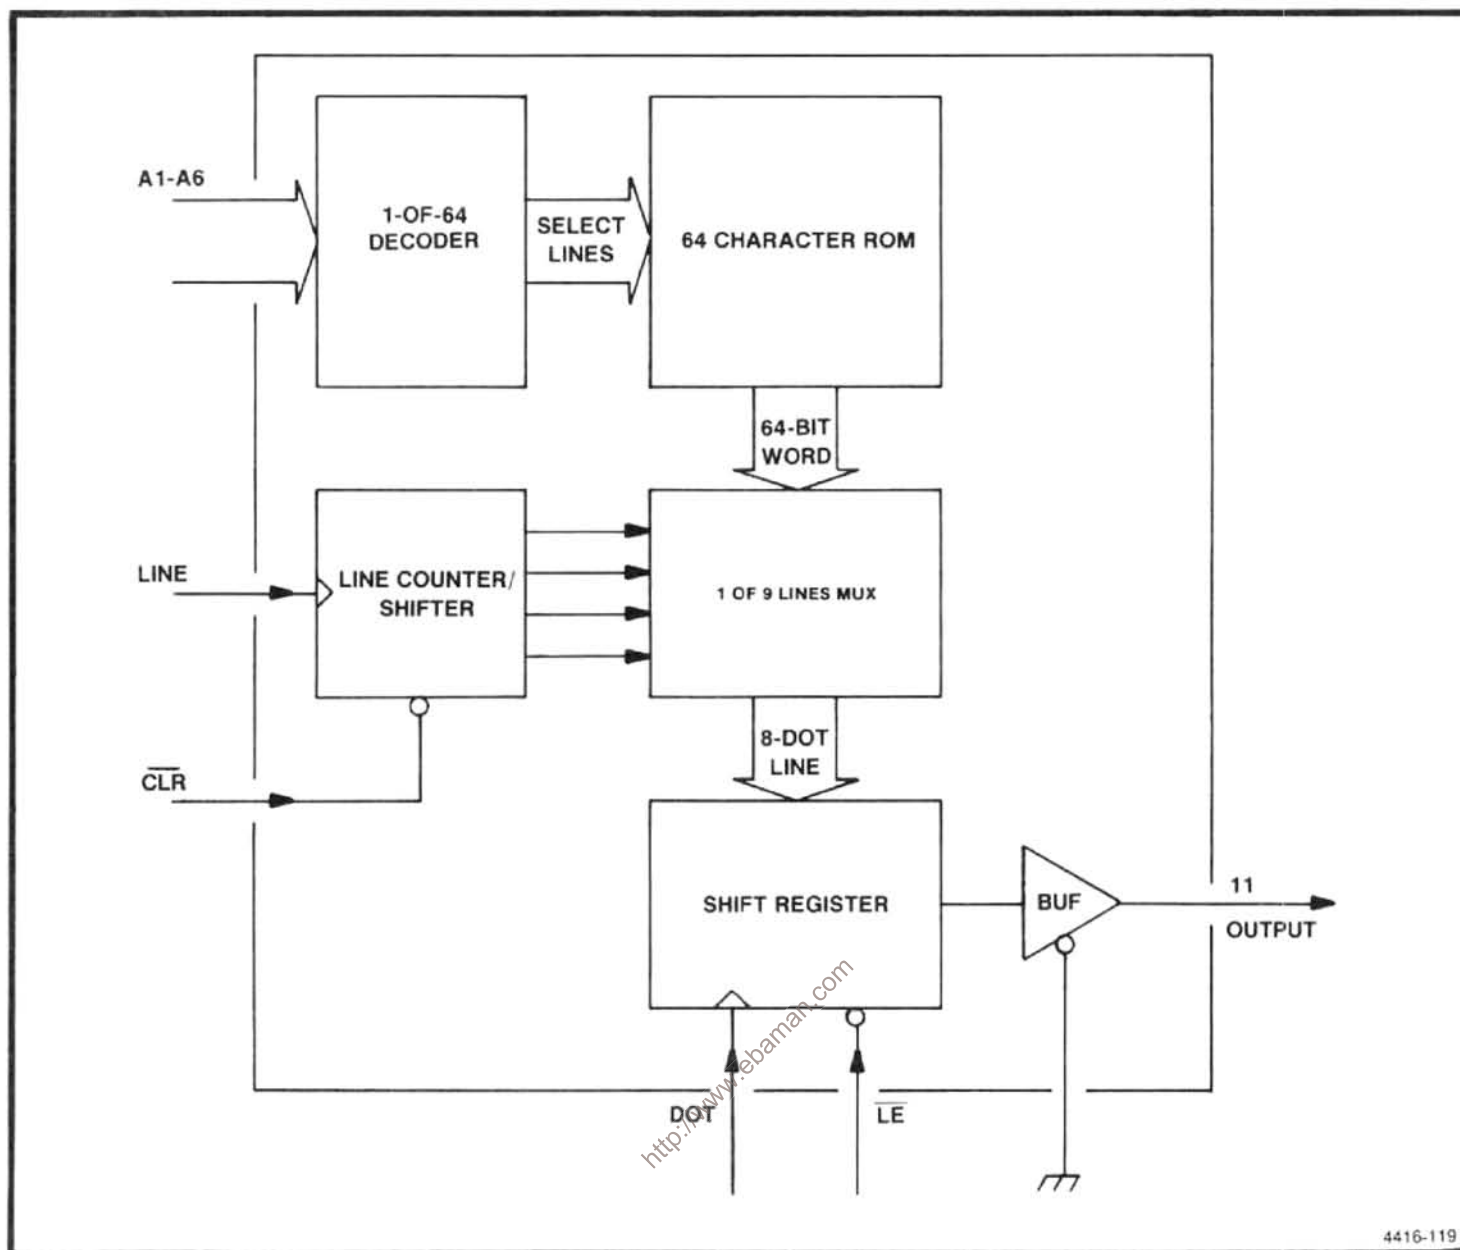 A1-A6
1-OF-64
DECODER
SELECT
LINES
64 CHARACTER ROM
64-BIT
WORD
LINE
LINE COUNTER/
SHIFTER
1 OF 9 LINES MUX
CLR
8-DOT
LINE
SHIFT REGISTER
BUF
11
OUTPUT
DOT
LE
http://www.ebaman.com
4416-119